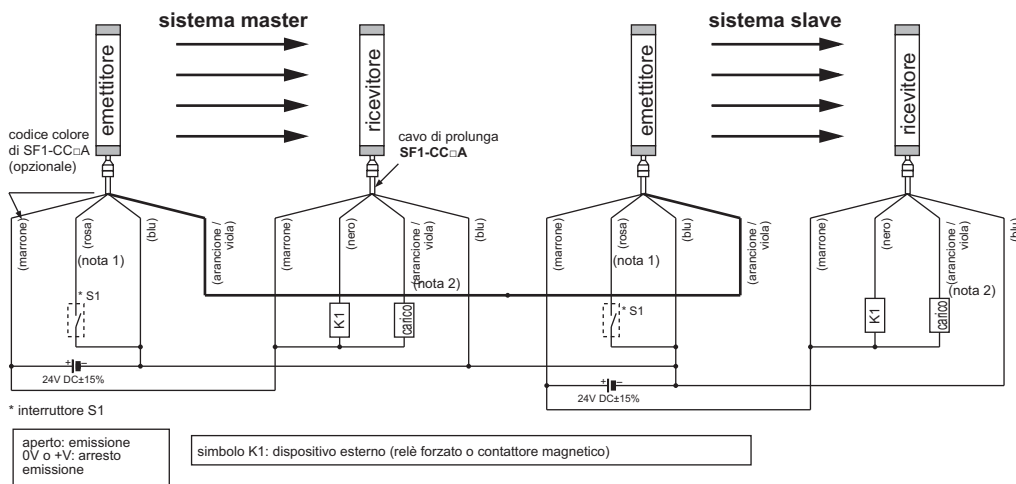 sistema master
sistema slave
emettitore
ricevitore
emettitore
ricevitore
codice colore
di SF1-CC□A
(opzionale)
cavo di prolunga
SF1-CC□A
(marrone)
(rosa)
(blu)
(arancione /
viola)
(marrone)
(nero)
(arancione /
viola)
(blu)
(marrone)
(rosa)
(blu)
(arancione /
viola)
(marrone)
(nero)
(arancione /
viola)
(blu)
(nota 1)
(nota 2)
(nota 1)
(nota 2)
* S1
K1
carico
* S1
K1
carico
+ −
24V DC±15%
+ −
24V DC±15%
* interruttore S1
aperto: emissione
0V o +V: arresto
emissione
simbolo K1: dispositivo esterno (relè forzato o contattore magnetico)